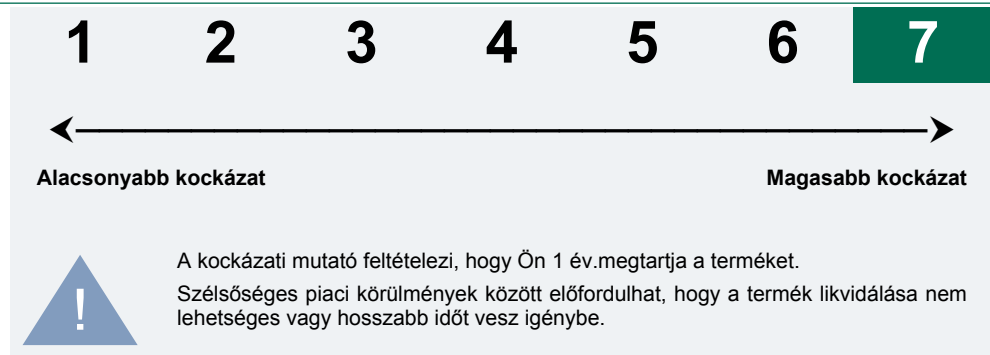 1 2 3 4 5 6 7
Alacsonyabb kockázat Magasabb kockázat
A kockázati mutató feltételezi, hogy Ön 1 év.megtartja a terméket.
Szélsőséges piaci körülmények között előfordulhat, hogy a termék likvidálása nem
lehetséges vagy hosszabb időt vesz igénybe.
!